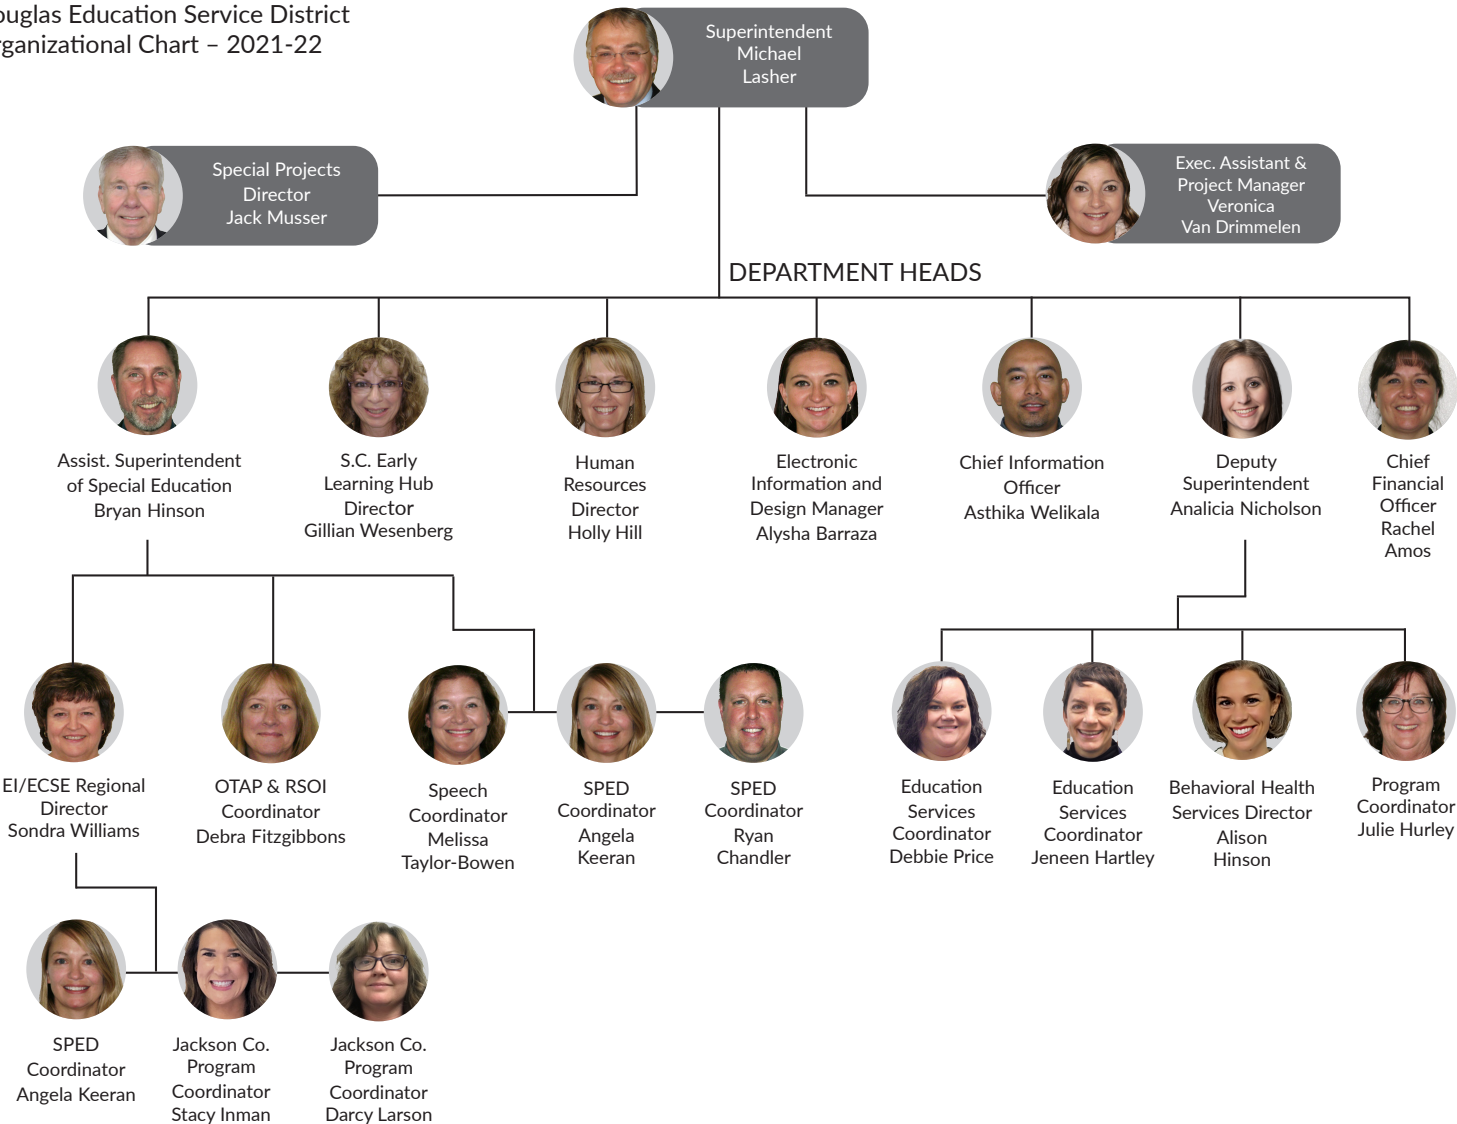 ouglas Education Service District
rganizational Chart – 2021-22
Superintendent
Michael
Lasher
Special Projects
Director
Jack Musser
Exec. Assistant &
Project Manager
Veronica
Van Drimmelen
DEPARTMENT HEADS
Assist. Superintendent
of Special Education
Bryan Hinson
S.C. Early
Learning Hub
Director
Gillian Wesenberg
Human
Resources
Director
Holly Hill
Electronic
Information and
Design Manager
Alysha Barraza
Chief Information
Officer
Asthika Welikala
Deputy
Superintendent
Analicia Nicholson
Chief
Financial
Officer
Rachel
Amos
EI/ECSE Regional
Director
Sondra Williams
OTAP & RSOI
Coordinator
Debra Fitzgibbons
Speech
Coordinator
Melissa
Taylor-Bowen
SPED
Coordinator
Angela
Keeran
SPED
Coordinator
Ryan
Chandler
Education
Services
Coordinator
Debbie Price
Education
Services
Coordinator
Jeneen Hartley
Behavioral Health
Services Director
Alison
Hinson
Program
Coordinator
Julie Hurley
SPED
Coordinator
Angela Keeran
Jackson Co.
Program
Coordinator
Stacy Inman
Jackson Co.
Program
Coordinator
Darcy Larson